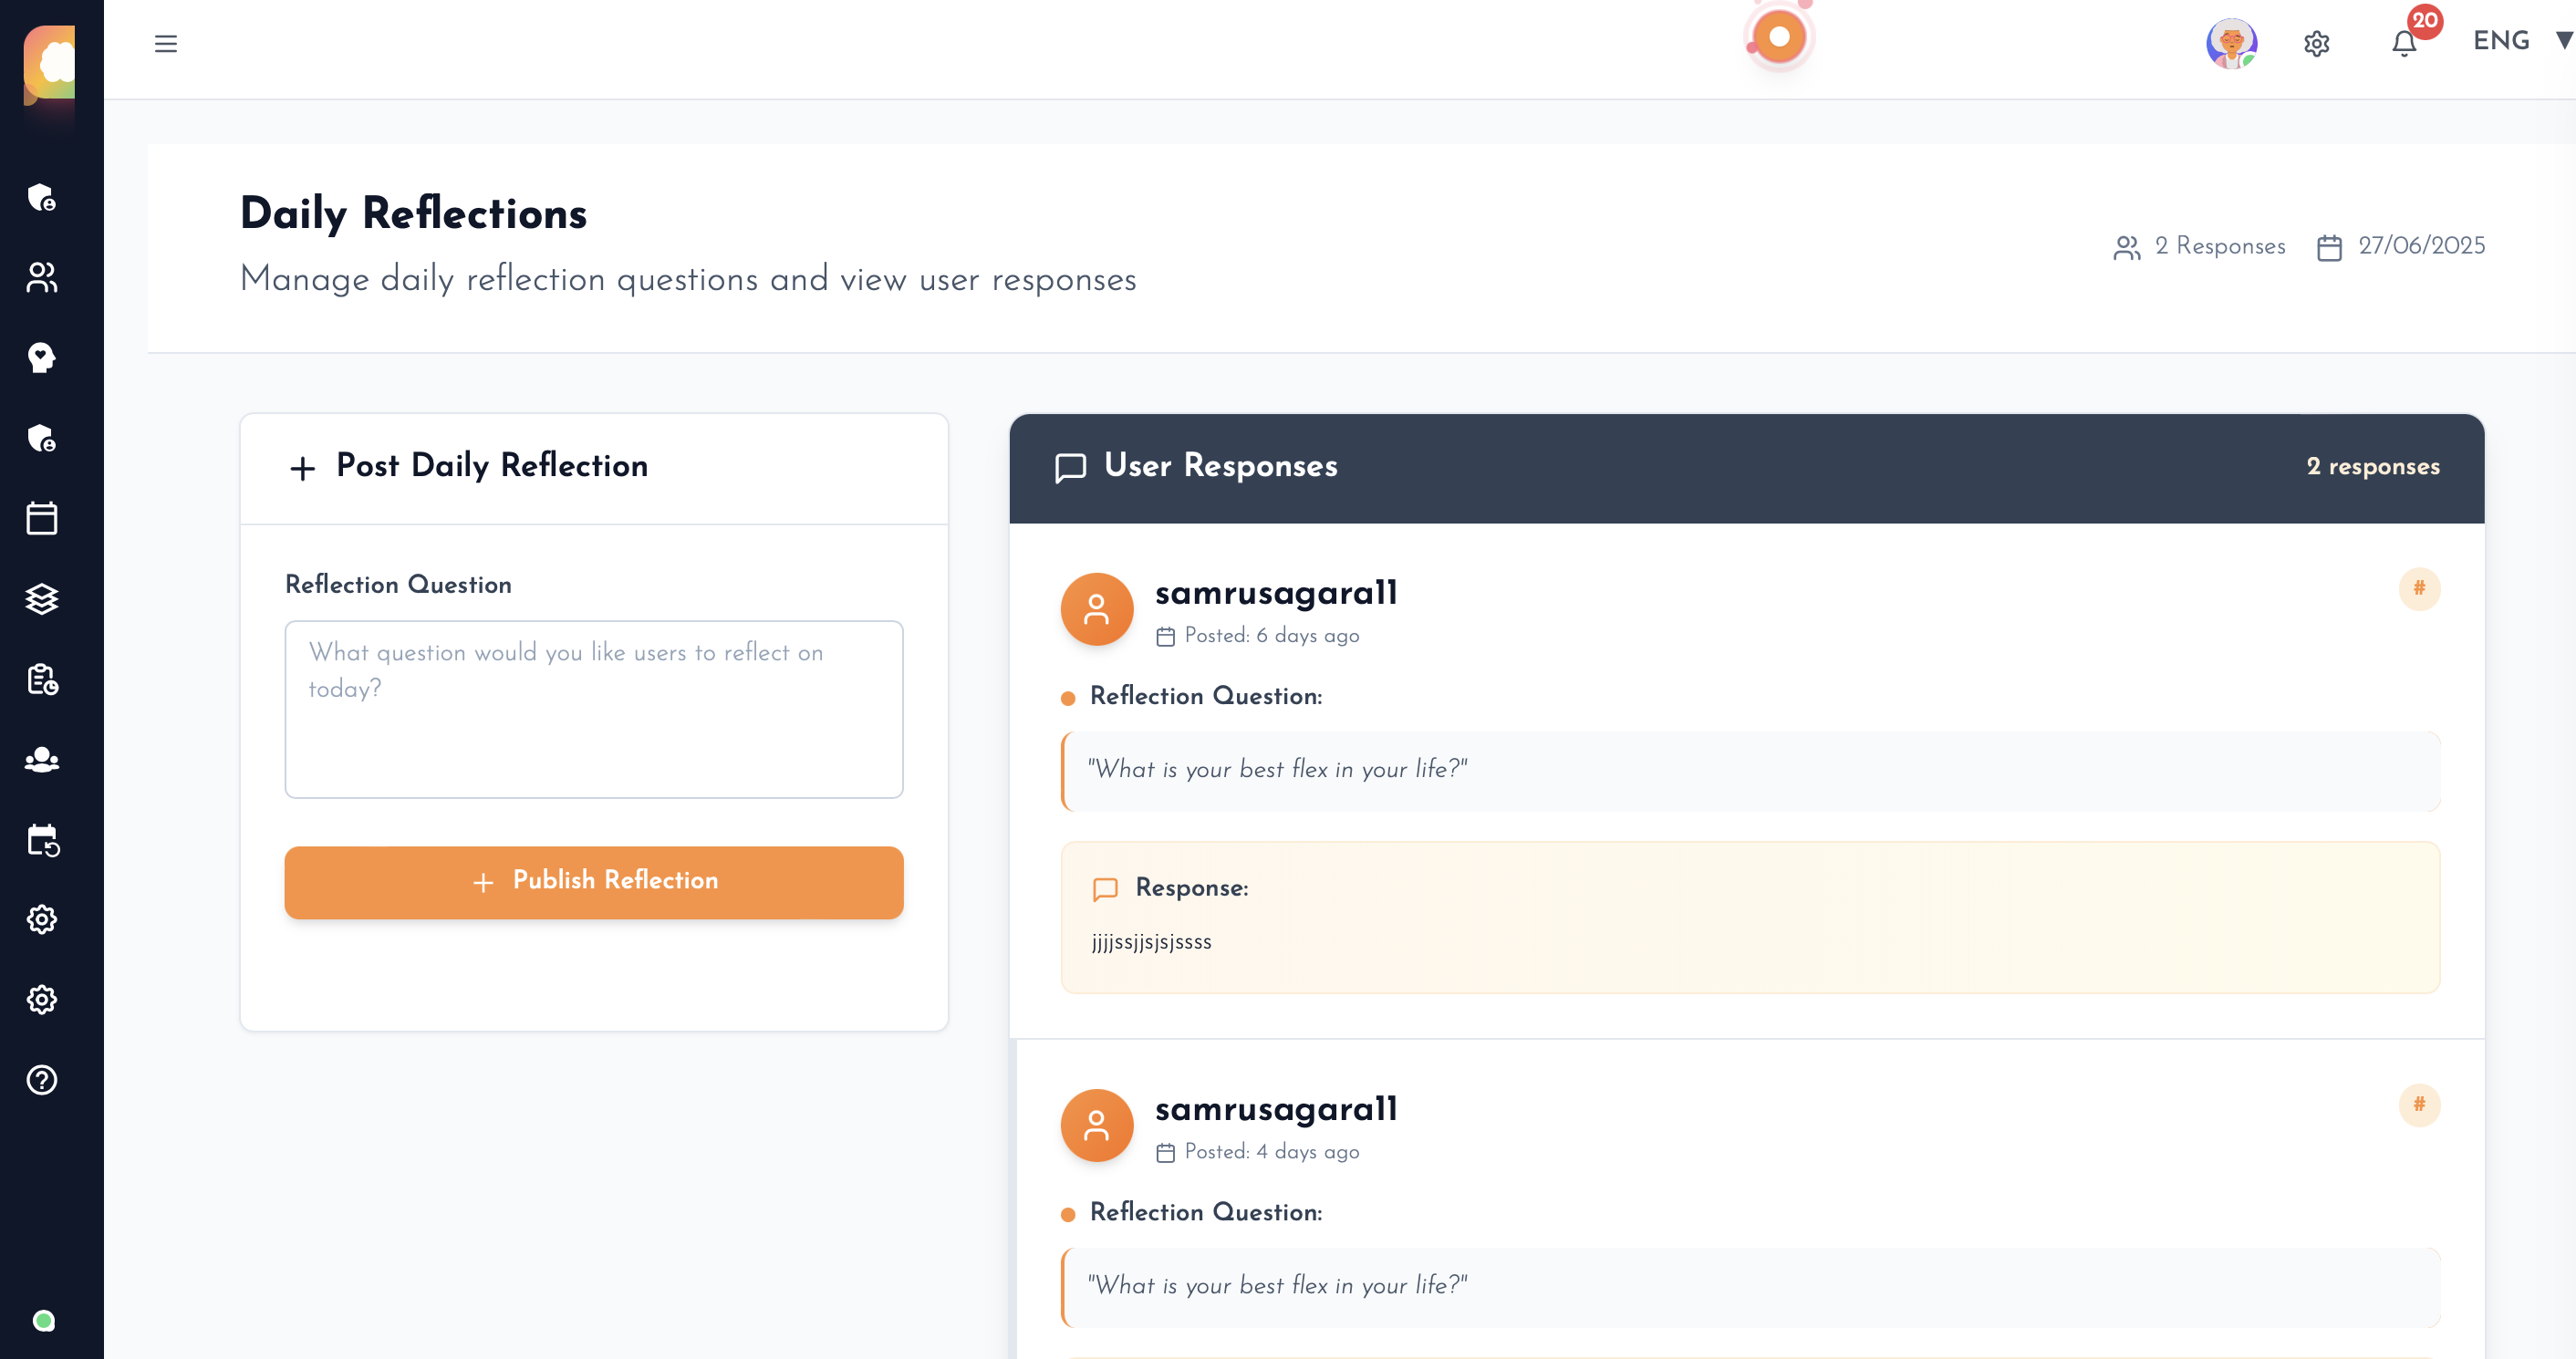 20
ENG
Daily Reflections
Manage daily reflection questions and view user responses
2 Responses
27/06/2025
Post Daily Reflection
Reflection Question
What question would you like users to reflect on
today?
Publish Reflection
User Responses
2 responses
samrusagara11
#
Posted: 6 days ago
Reflection Question:
"What is your best flex in your life?"
Response:
jjjjssjjsjsjssss
samrusagara11
#
Posted: 4 days ago
Reflection Question:
"What is your best flex in your life?"